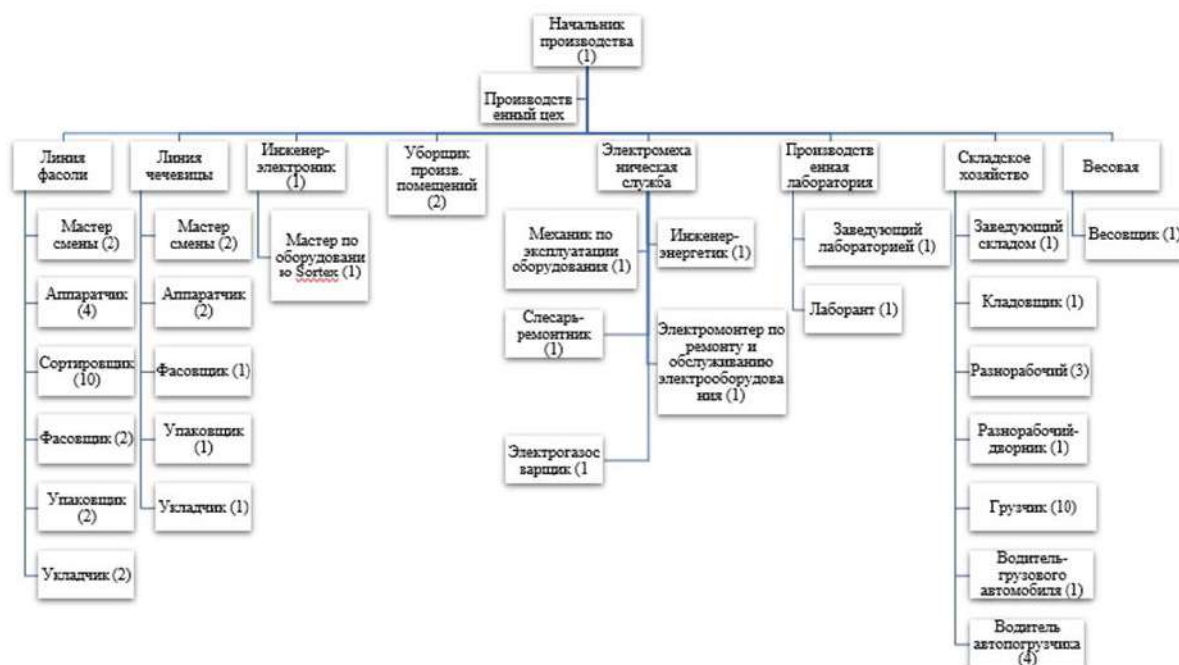 Начальник
производства
(1)
Производств
енный цех
Линия
фасоли
Мастер
смены (2)
Аппаратчик
(4)
Сортировщик
(10)
Фасовщик (2)
Упаковщик
(2)
Укладчик (2)
Линия
чечевицы
Мастер
смены (2)
Аппаратчик
(2)
Фасовщик (1)
Упаковщик
(1)
Укладчик (1)
Инженер-
электроник
(1)
Мастер по
оборудовани
ю Sortex (1)
Уборщик
произв.
помещений
(2)
Электромеха
ническая
служба
Механик по
эксплуатации
оборудования
(1)
Инженер-
энергетик (1)
Слесарь-
ремонтник
(1)
Электромонтер по
ремонту и
обслуживанию
электрооборудова
ния (1)
Электрогазос
варщик (1
Производств
енная
лаборатория
Заведующий
лабораторией (1)
Лаборант (1)
Складское
хозяйство
Заведующий
складом (1)
Кладовщик (1)
Разнорабочий (3)
Разнорабочий-
дворник (1)
Грузчик (10)
Водитель-
грузового
автомобиля (1)
Водитель
автопогрузчика
(4)
Весовая
Весовщик (1)